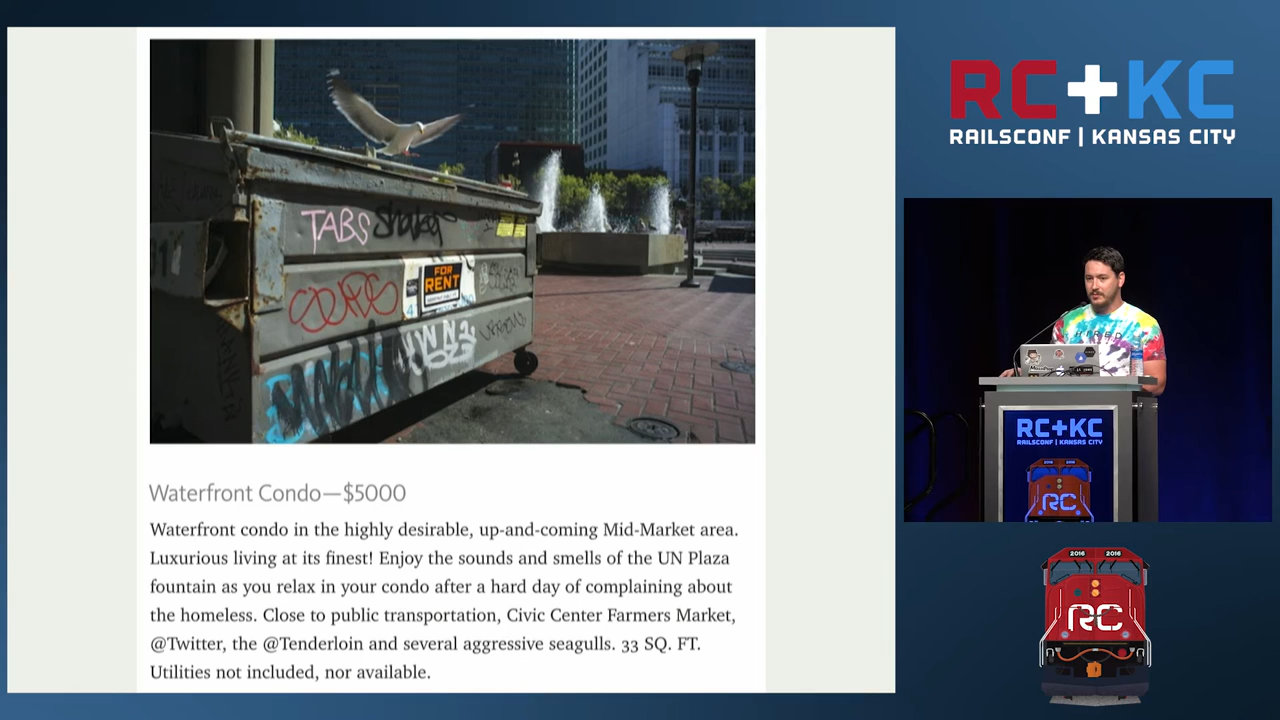 TABS
FOR
RENT
Waterfront Condo—$5000
Waterfront condo in the highly desirable, up-and-coming Mid-Market area.
Luxurious living at its finest! Enjoy the sounds and smells of the UN Plaza
fountain as you relax in your condo after a hard day of complaining about
the homeless. Close to public transportation, Civic Center Farmers Market,
@Twitter, the @Tenderloin and several aggressive seagulls. 33 SQ. FT.
Utilities not included, nor available.
RC+KC
RAILSCONF | KANSAS CITY
HIRED
RC+KC
RAILSCONF | KANSAS CITY
RC
2016 2016
RC